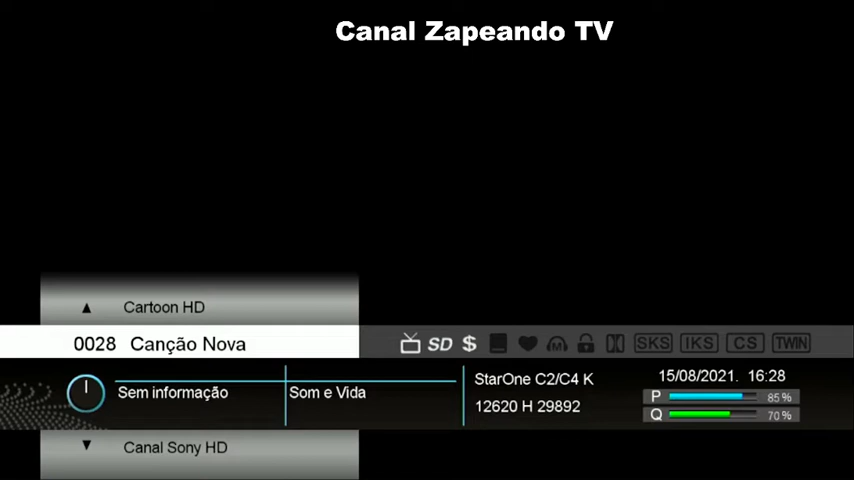 Canal Zapeando TV
Cartoon HD
0028 Canção Nova SD $ SKS IKS CS TWIN
Sem informação Som e Vida StarOne C2/C4 K 15/08/2021. 16:28
12620 H 29892 P 85%
Q 70%
Canal Sony HD